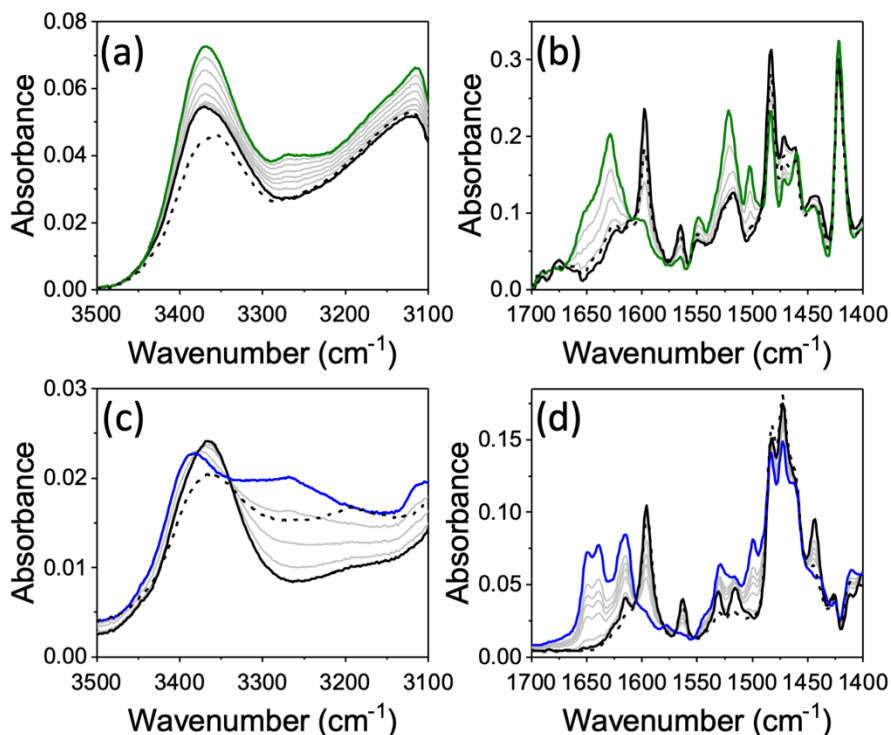 (a)
Absorbance
0.08
0.06
0.04
0.02
0.00
3500 3400 3300 3200 3100
Wavenumber (cm⁻¹)
(b)
Absorbance
0.3
0.2
0.1
0.0
1700 1650 1600 1550 1500 1450 1400
Wavenumber (cm⁻¹)
(c)
Absorbance
0.03
0.02
0.01
0.00
3500 3400 3300 3200 3100
Wavenumber (cm⁻¹)
(d)
Absorbance
0.15
0.10
0.05
0.00
1700 1650 1600 1550 1500 1450 1400
Wavenumber (cm⁻¹)